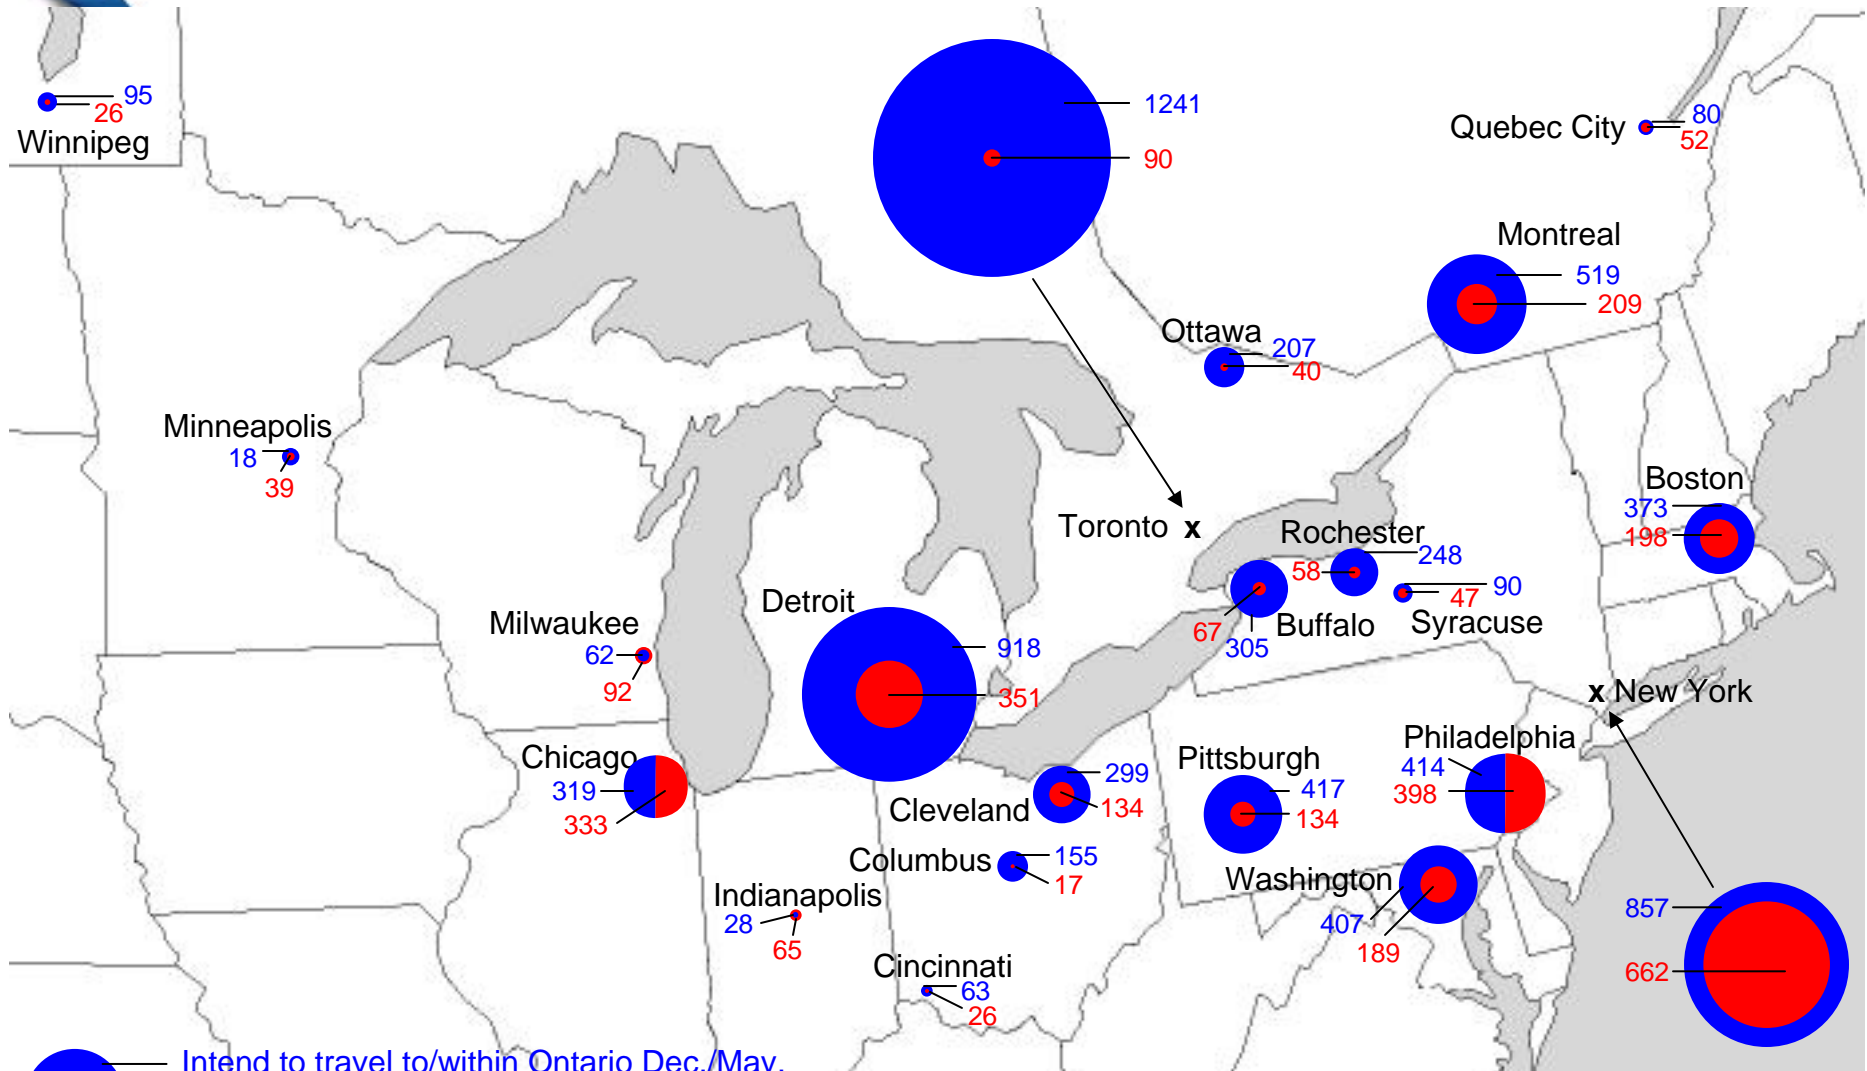 95
26
Winnipeg
1241
90
Quebec City
80
52
Montreal
519
209
Ottawa
207
40
Minneapolis
18
39
Toronto x
Boston
373
198
Rochester
248
58
90
47
Syracuse
67
305
Buffalo
Detroit
918
351
Milwaukee
62
92
x New York
Chicago
319
333
Cleveland
299
134
Pittsburgh
417
134
Philadelphia
414
398
Columbus
155
17
Washington
407
189
Indianapolis
28
65
857
662
Cincinnati
63
26
Intend to travel to/within Ontario Dec./May.